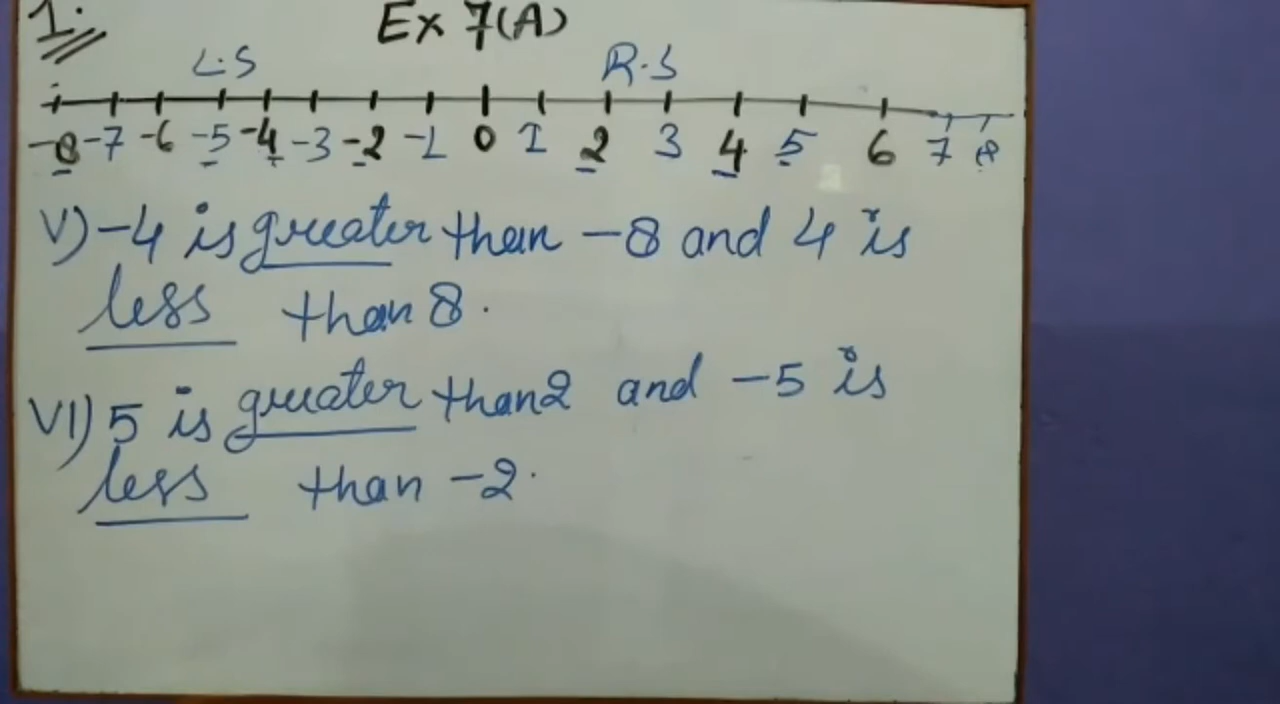 1.
Ex 7(A)
L.S R.S
-8 -7 -6 -5 -4 -3 -2 -1 0 1 2 3 4 5 6 7 8
V) -4 is greater than -8 and 4 is
less than 8.
VI) 5 is greater than 2 and -5 is
less than -2.